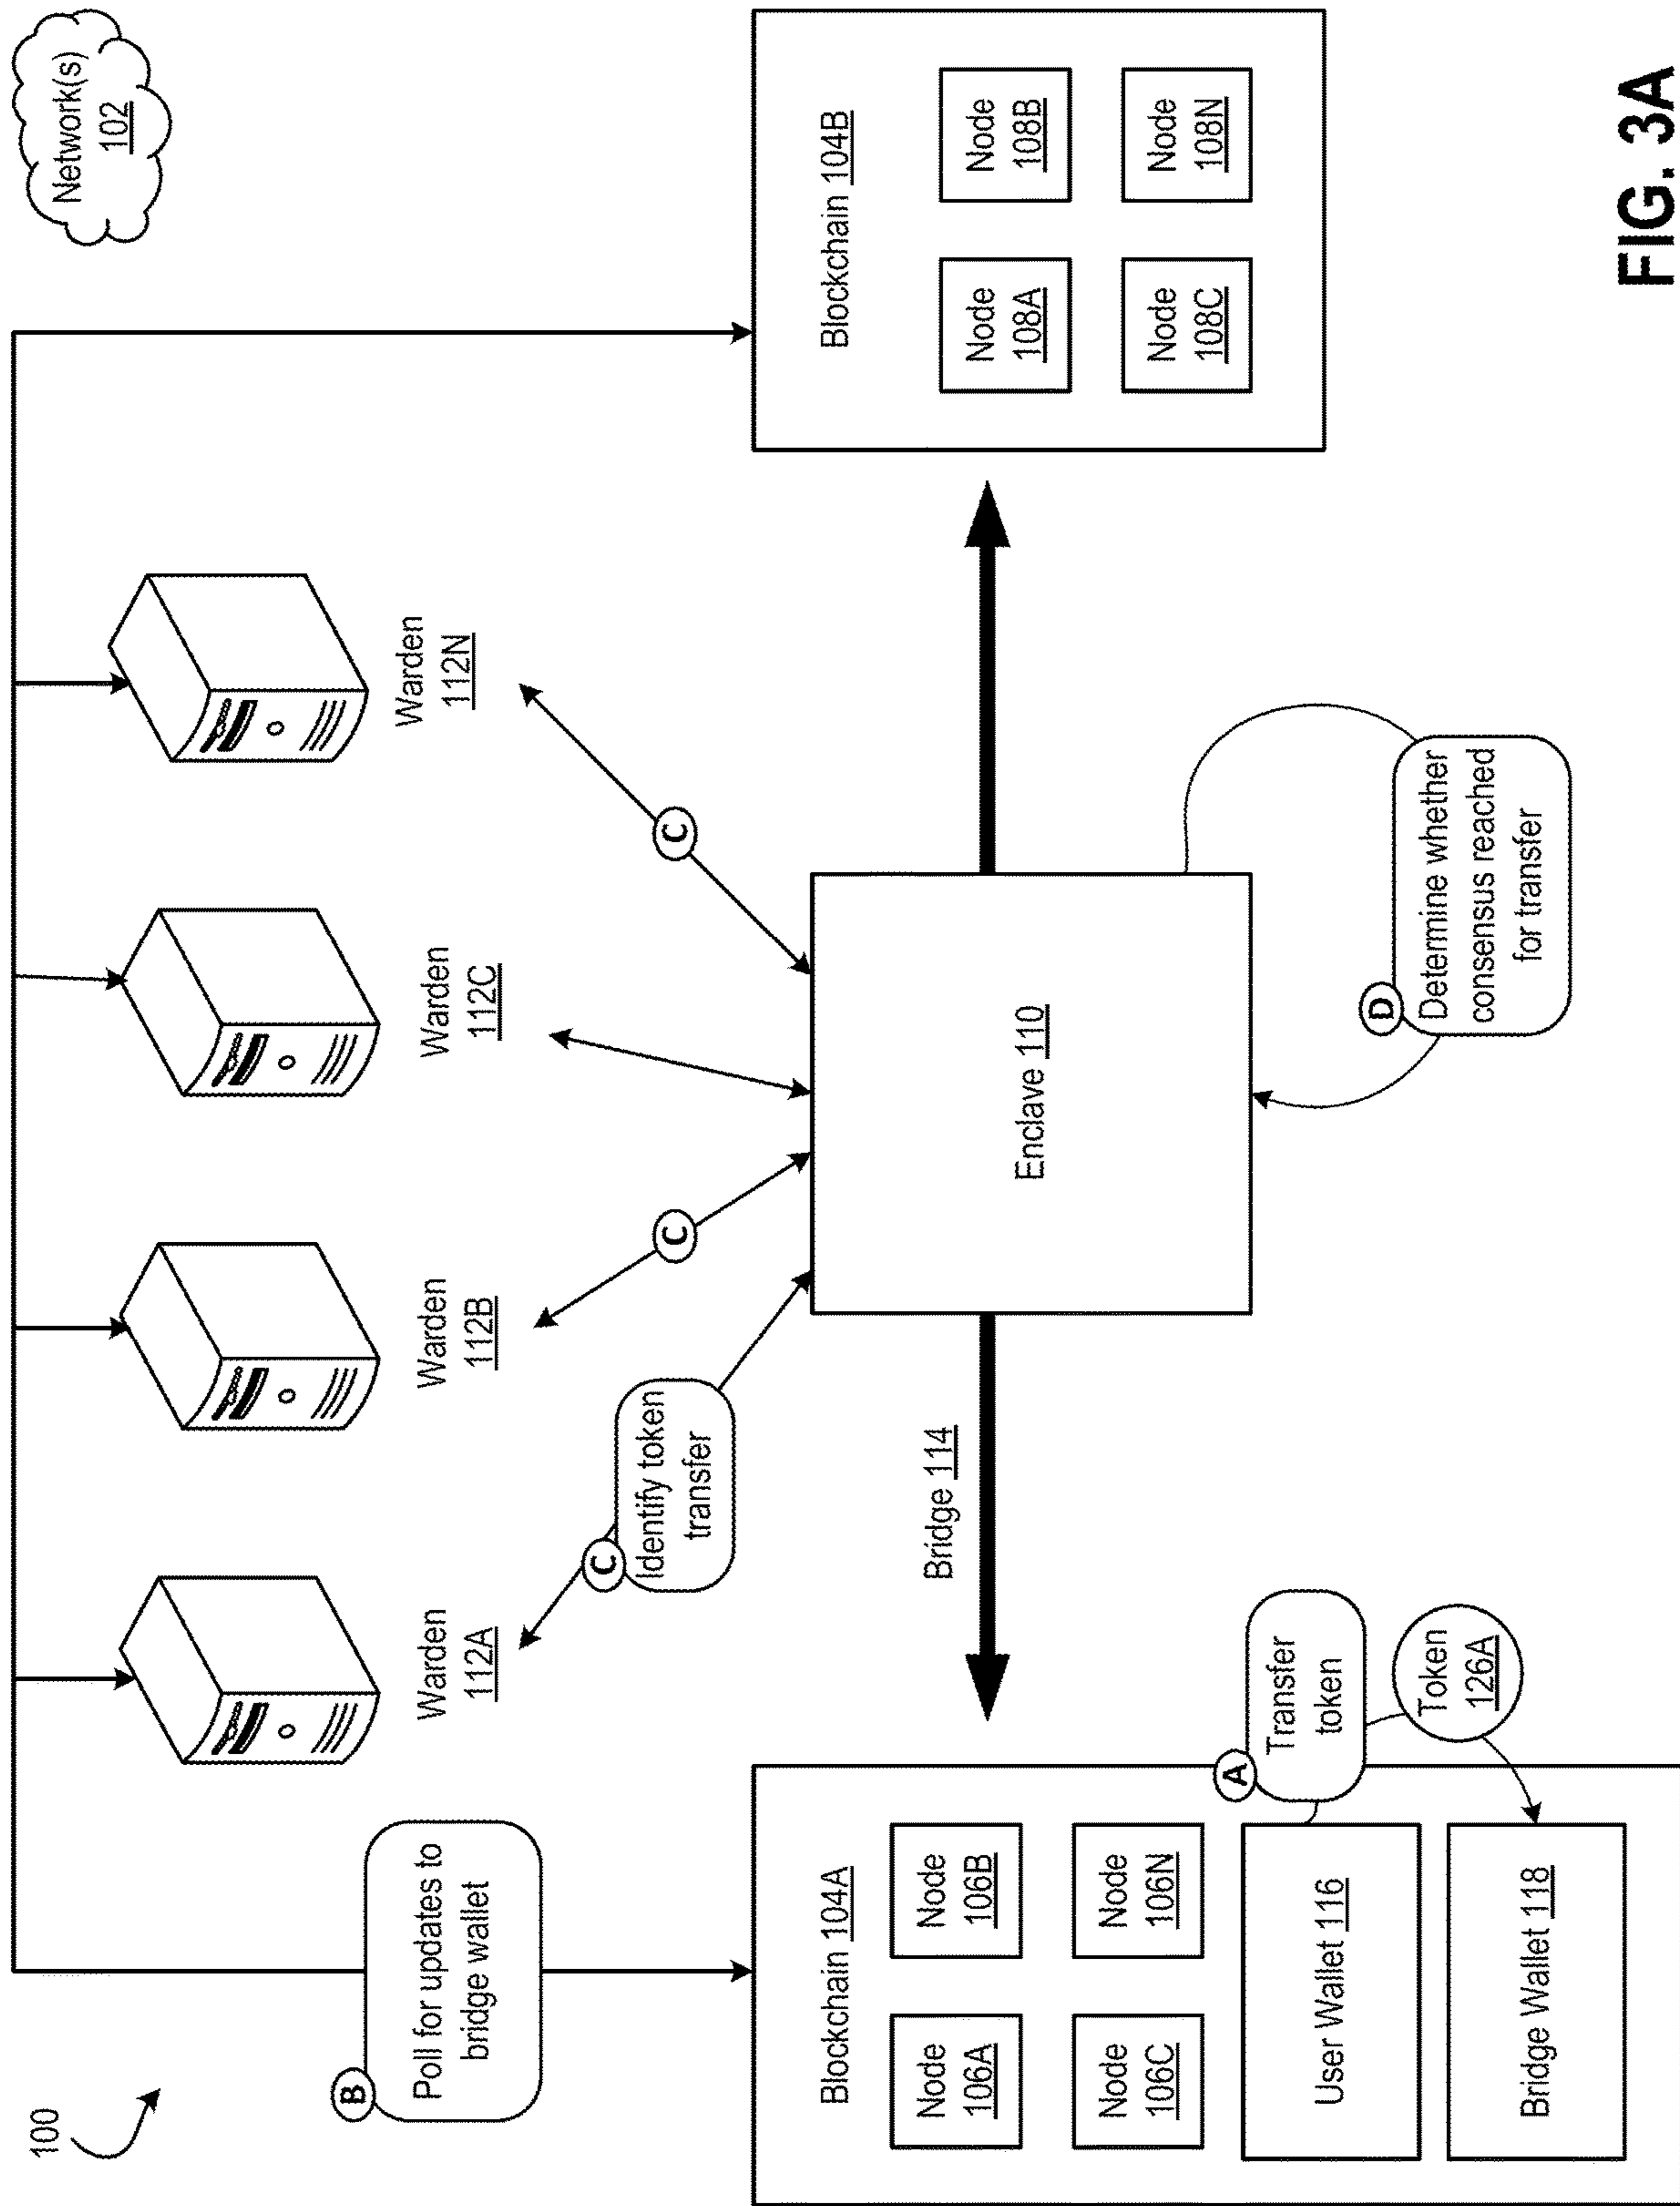 100
Network(s)
102
B
Poll for updates to
bridge wallet
Warden
112A
Warden
112B
Warden
112C
Warden
112N
C
Identify token
transfer
C
C
Blockchain 104A
Node
106A
Node
106B
Node
106C
Node
106N
User Wallet 116
Bridge Wallet 118
A
Transfer
token
Token
126A
Bridge 114
Enclave 110
D
Determine whether
consensus reached
for transfer
Blockchain 104B
Node
108A
Node
108B
Node
108C
Node
108N
FIG. 3A